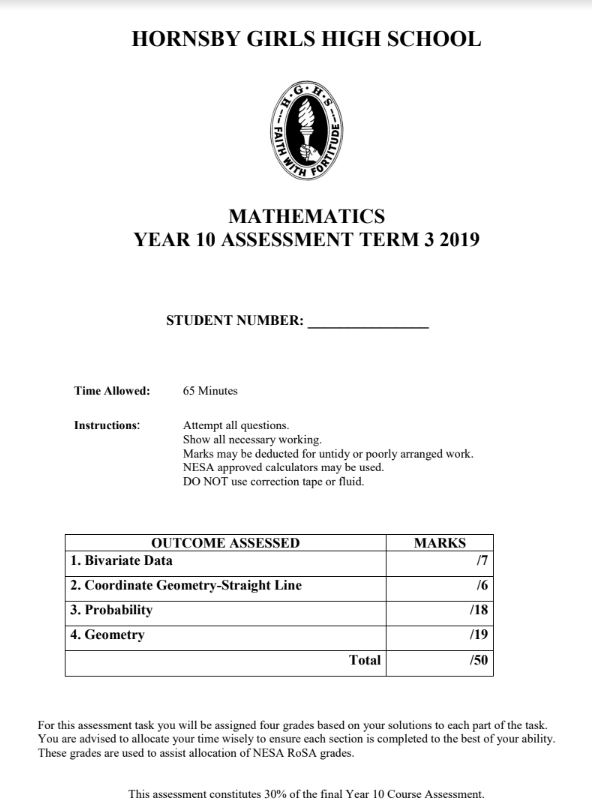 HORNSBY GIRLS HIGH SCHOOL
H·G·H·S
FAITH WITH FORTITUDE
MATHEMATICS
YEAR 10 ASSESSMENT TERM 3 2019
STUDENT NUMBER: _________________
Time Allowed: 65 Minutes
Instructions: Attempt all questions.
Show all necessary working.
Marks may be deducted for untidy or poorly arranged work.
NESA approved calculators may be used.
DO NOT use correction tape or fluid.
OUTCOME ASSESSED MARKS
1. Bivariate Data /7
2. Coordinate Geometry-Straight Line /6
3. Probability /18
4. Geometry /19
Total /50
For this assessment task you will be assigned four grades based on your solutions to each part of the task.
You are advised to allocate your time wisely to ensure each section is completed to the best of your ability.
These grades are used to assist allocation of NESA RoSA grades.
This assessment constitutes 30% of the final Year 10 Course Assessment.